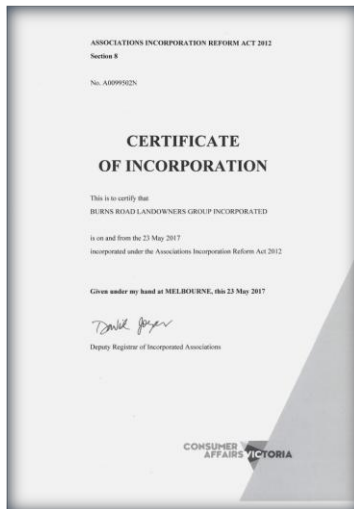 ASSOCIATIONS INCORPORATION REFORM ACT 2012
Section 8
No. A0099502N
CERTIFICATE
OF INCORPORATION
This is to certify that
BURNS ROAD LANDOWNERS GROUP INCORPORATED
is on and from the 23 May 2017
incorporated under the Associations Incorporation Reform Act 2012
Given under my hand at MELBOURNE, this 23 May 2017
David
Deputy Registrar of Incorporated Associations
CONSUMER
AFFAIRS VICTORIA